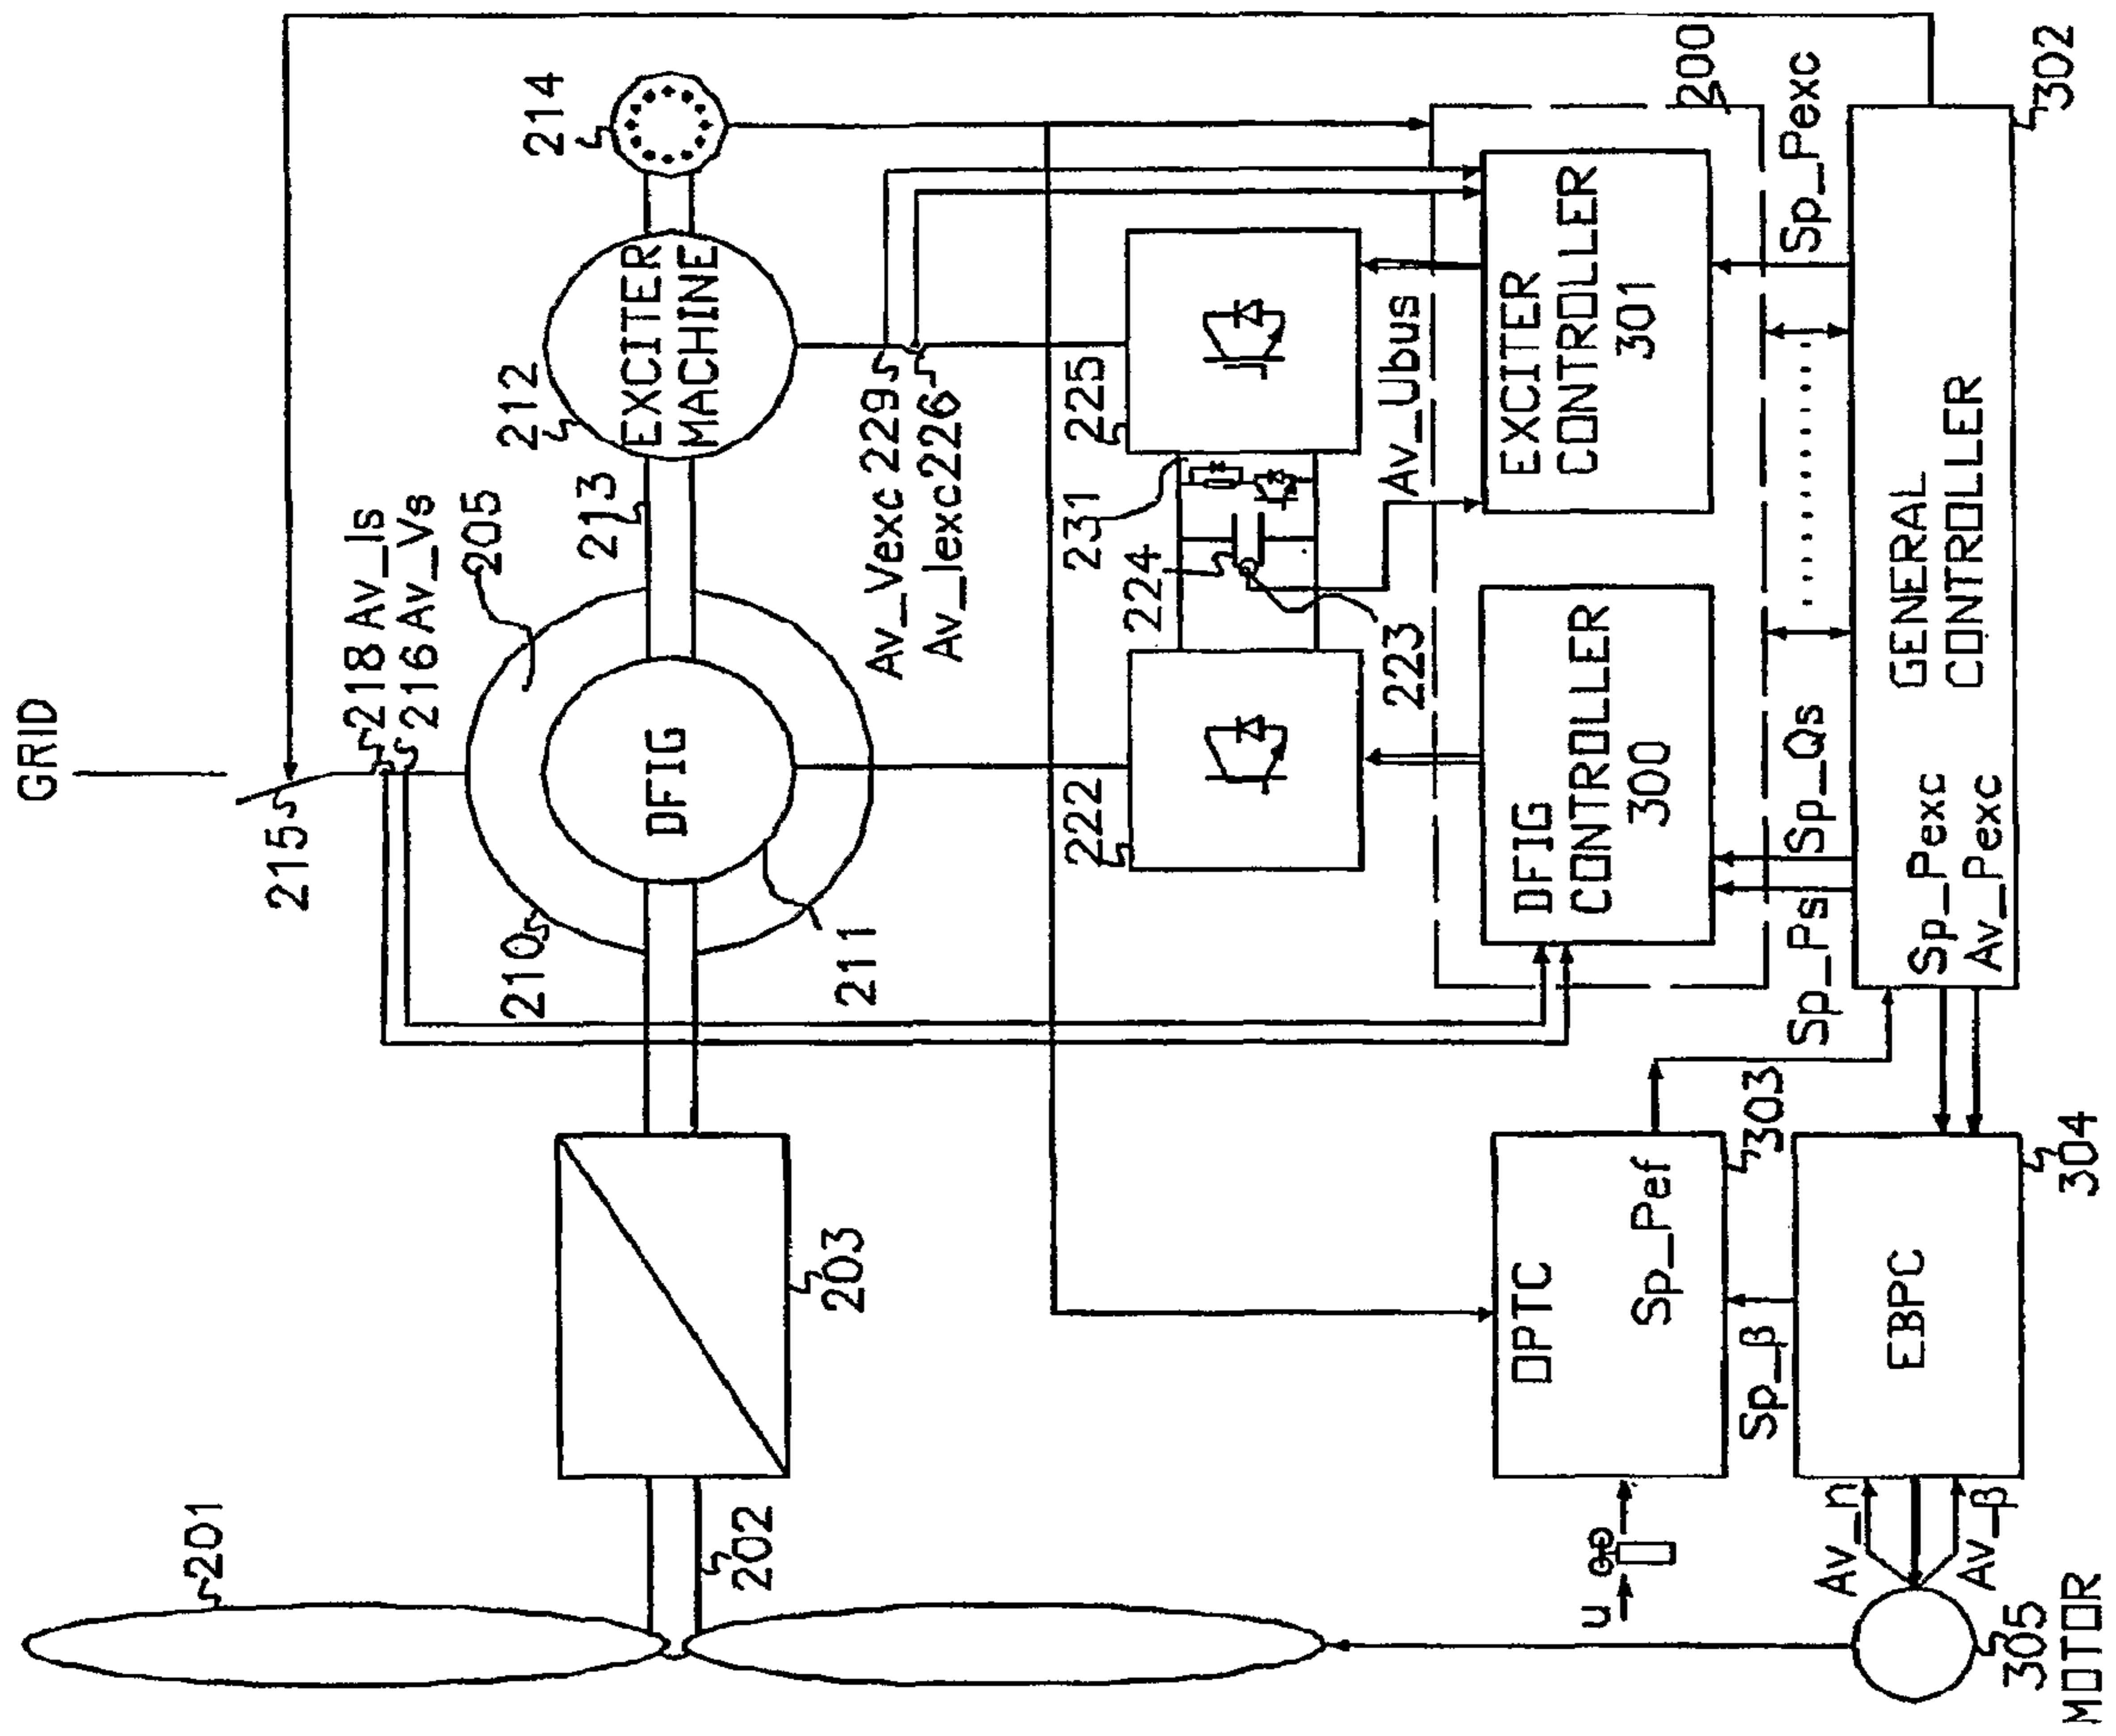 GRID
215
218 Av_Is
216 Av_Vs
205
210
DFIG
211
213
212
EXCITER
MACHINE
214
Av_Vexc 229
Av_Iexc 226
201
202
203
222
224
231
225
223
Av_Ubus
200
DFIG
CONTROLLER
300
EXCITER
CONTROLLER
301
Sp_Ps
Sp_Qs
Sp_Pexc
GENERAL
CONTROLLER
302
Sp_Pexc
Av_Pexc
OPTC
Sp_Pef
303
u
Sp_β
EBPC
304
Av_n
Av_β
305
MOTOR